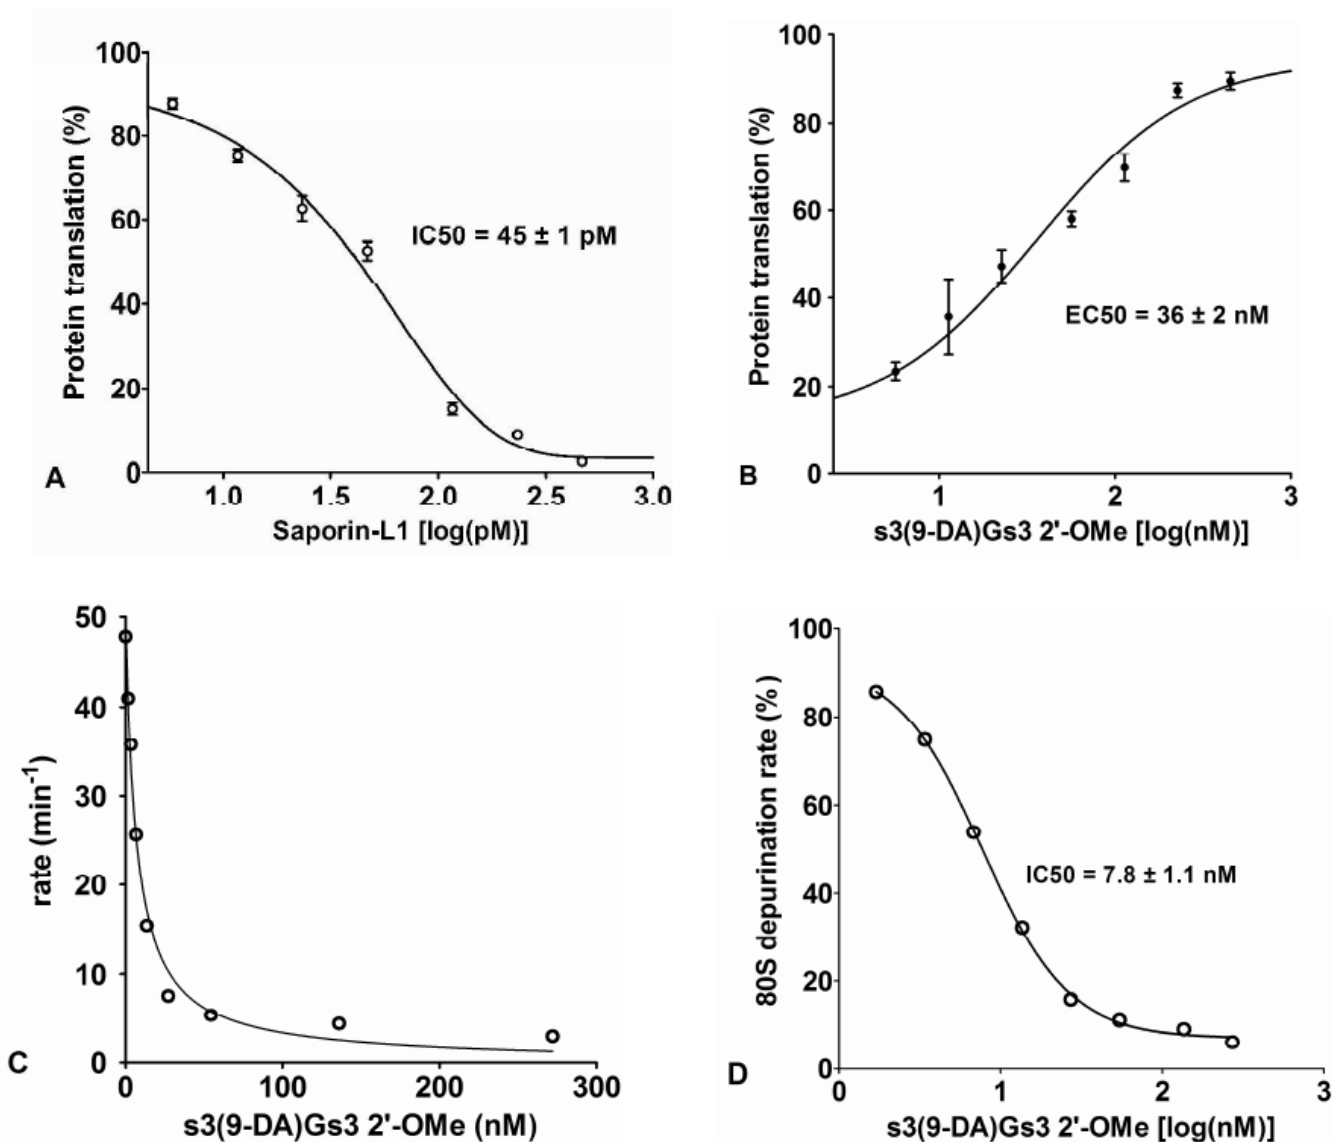 100
80
60
40
20
0
Protein translation (%)
IC50 = 45 ± 1 pM
1.0 1.5 2.0 2.5 3.0
Saporin-L1 [log(pM)]
A
100
80
60
40
20
0
Protein translation (%)
EC50 = 36 ± 2 nM
1 2 3
s3(9-DA)Gs3 2'-OMe [log(nM)]
B
50
40
30
20
10
0
rate (min-1)
0 100 200 300
s3(9-DA)Gs3 2'-OMe (nM)
C
100
80
60
40
20
0
80S depurination rate (%)
IC50 = 7.8 ± 1.1 nM
0 1 2 3
s3(9-DA)Gs3 2'-OMe [log(nM)]
D